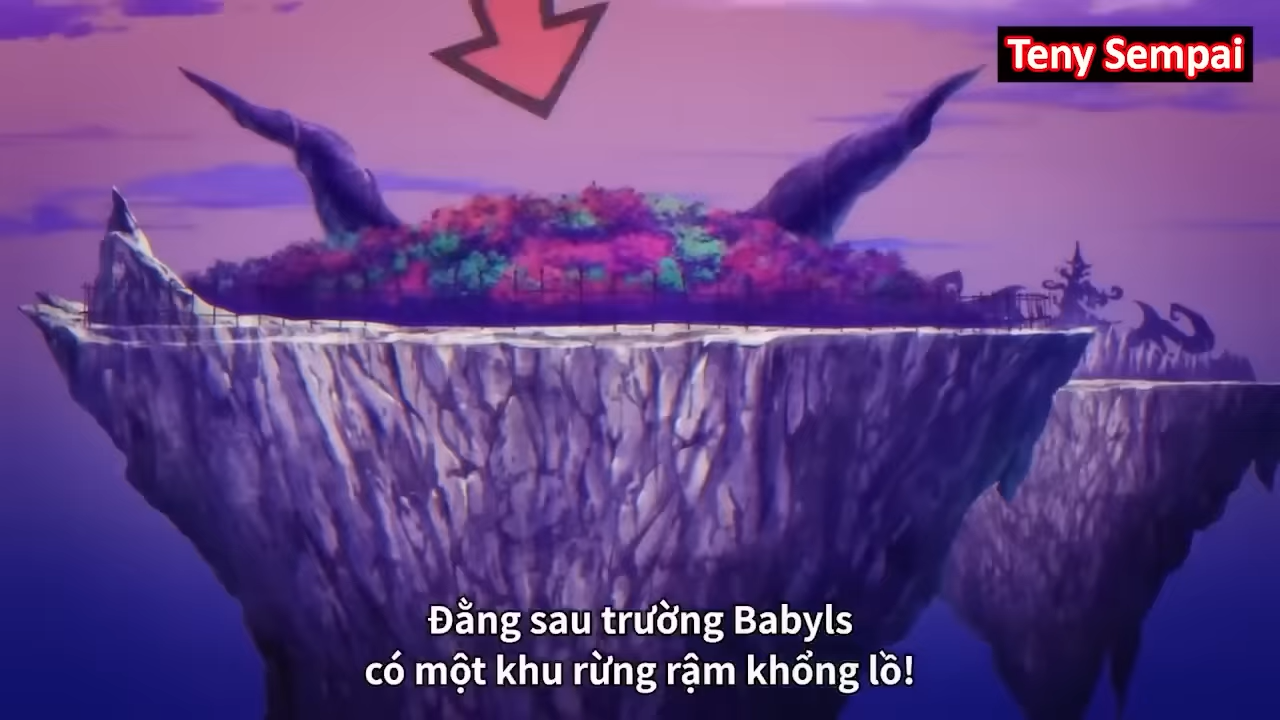 Teny Sempai
Đằng sau trường Babyls
có một khu rừng rậm khổng lồ!